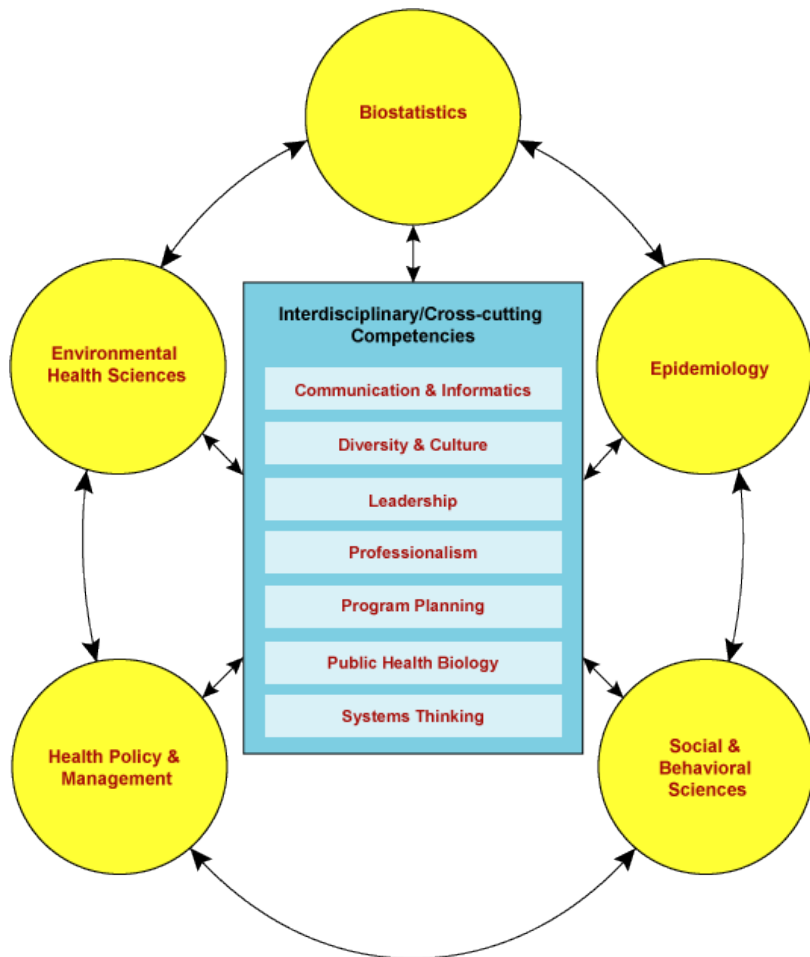 Biostatistics
Environmental
Health Sciences
Interdisciplinary/Cross-cutting
Competencies
Communication & Informatics
Diversity & Culture
Leadership
Professionalism
Program Planning
Public Health Biology
Systems Thinking
Epidemiology
Health Policy &
Management
Social &
Behavioral
Sciences